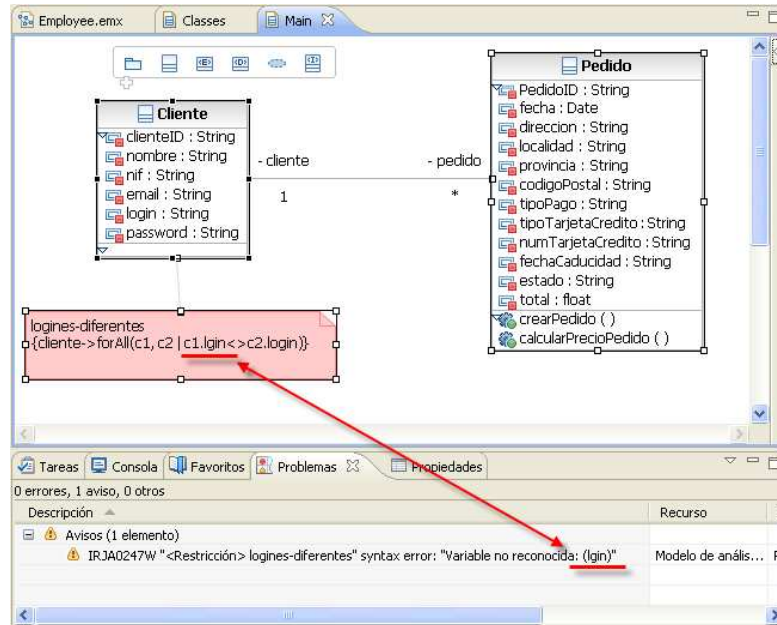 Employee.emx Classes Main
Cliente
clienteID : String
nombre : String
nif : String
email : String
login : String
password : String
- cliente - pedido
1 *
Pedido
PedidoID : String
fecha : Date
direccion : String
localidad : String
provincia : String
codigoPostal : String
tipoPago : String
tipoTarjetaCredito : String
numTarjetaCredito : String
fechaCaducidad : String
estado : String
total : float
crearPedido ( )
calcularPrecioPedido ( )
logines-diferentes
{cliente->forAll(c1, c2 | c1.lgin<>c2.login)}
Tareas Consola Favoritos Problemas Propiedades
0 errores, 1 aviso, 0 otros
Descripción Recurso
Avisos (1 elemento)
IRJA0247W "<Restricción> logines-diferentes" syntax error: "Variable no reconocida: (lgin)" Modelo de anális...